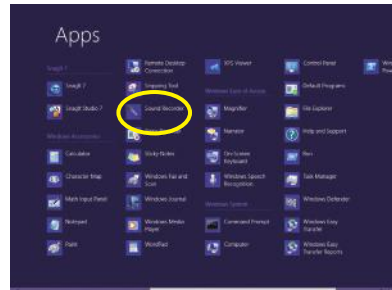 Apps
SnagIt 7
SnagIt 7
SnagIt Studio 7
Windows Accessories
Calculator
Character Map
Math Input Panel
Notepad
Paint
Remote Desktop
Connection
Snipping Tool
Sound Recorder
Sticky Notes
Windows Fax and
Scan
Windows Journal
Windows Media
Player
WordPad
XPS Viewer
Windows Ease of Access
Magnifier
Narrator
On-Screen
Keyboard
Windows Speech
Recognition
Windows System
Command Prompt
Computer
Control Panel
Default Programs
File Explorer
Help and Support
Run
Task Manager
Windows Defender
Windows Easy
Transfer
Windows Easy
Transfer Reports